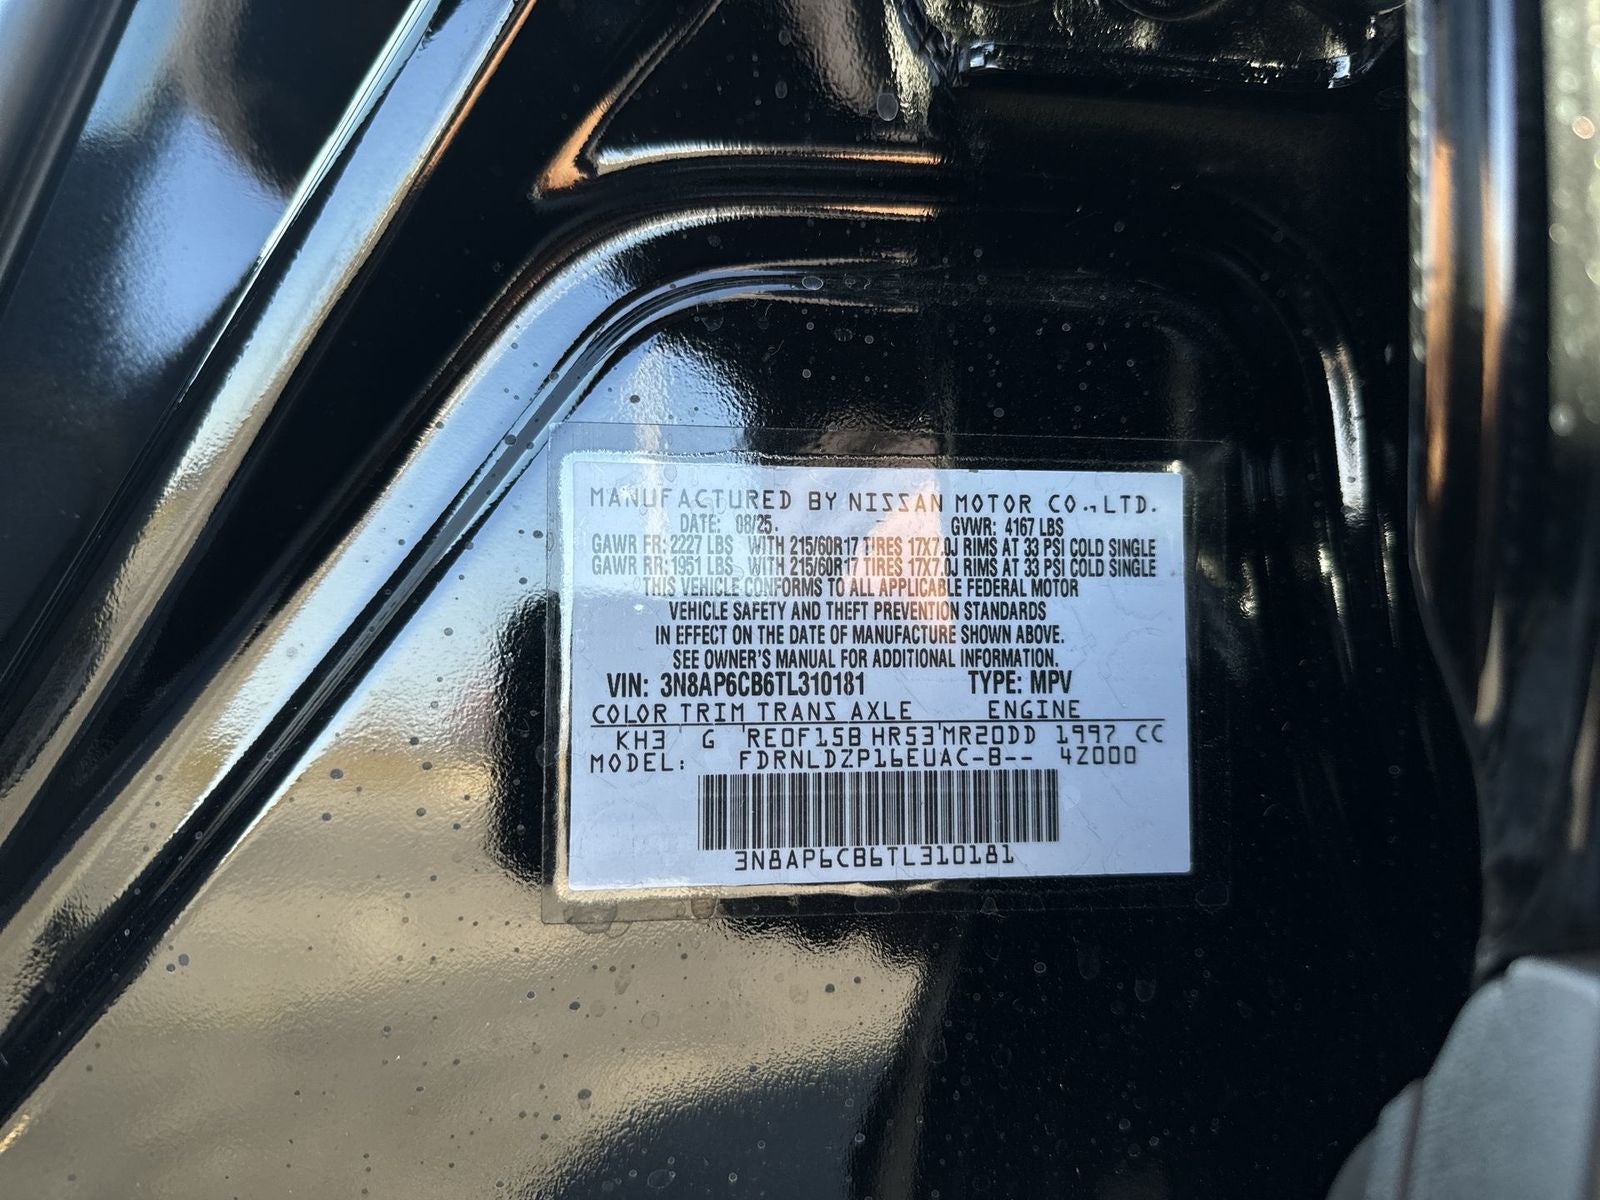 MANUFACTURED BY NISSAN MOTOR CO.,LTD.
DATE: 08/25. GVWR: 4167 LBS
GAWR FR: 2227 LBS WITH 215/60R17 TIRES 17X7.0J RIMS AT 33 PSI COLD SINGLE
GAWR RR: 1951 LBS WITH 215/60R17 TIRES 17X7.0J RIMS AT 33 PSI COLD SINGLE
THIS VEHICLE CONFORMS TO ALL APPLICABLE FEDERAL MOTOR
VEHICLE SAFETY AND THEFT PREVENTION STANDARDS
IN EFFECT ON THE DATE OF MANUFACTURE SHOWN ABOVE.
SEE OWNER'S MANUAL FOR ADDITIONAL INFORMATION.
VIN: 3N8AP6CB6TL310181 TYPE: MPV
COLOR TRIM TRANS AXLE ENGINE
KH3 G RE0F15B HR53 MR20DD 1997 CC
MODEL: FDRNLDZP16EUAC-B-- 42000
3N8AP6CB6TL310181